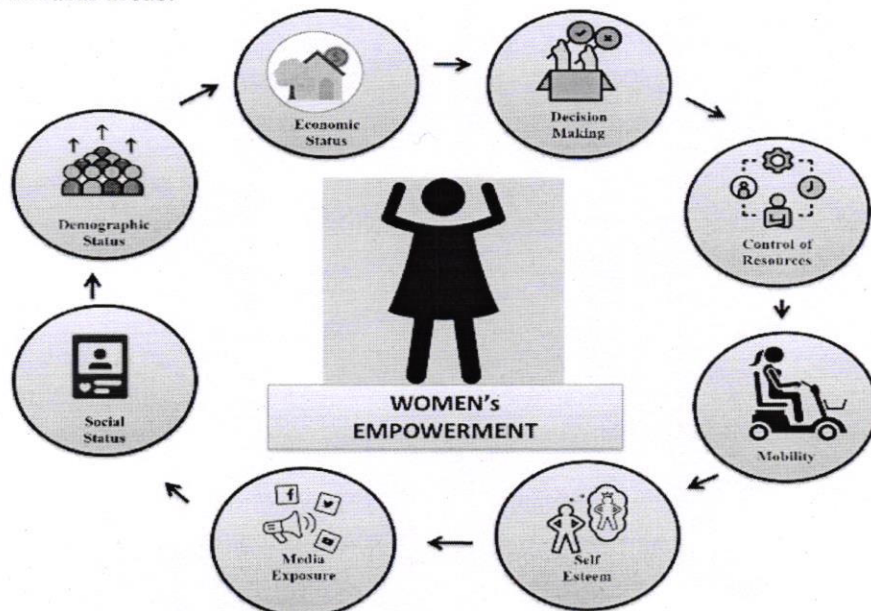 Economic
Status
Decision
Making
Control of
Resources
Mobility
Self
Esteem
Media
Exposure
Social
Status
Demographic
Status
WOMEN's
EMPOWERMENT